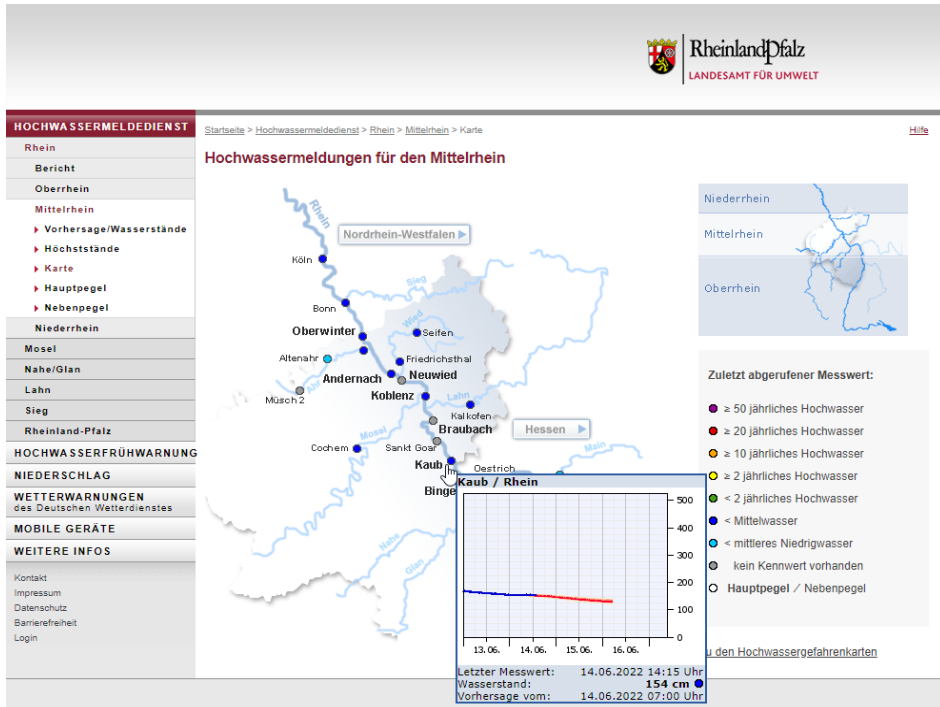 RheinlandPfalz
LANDESAMT FÜR UMWELT
HOCHWASSERMELDEDIENST
Rhein
Bericht
Oberrhein
Mittelrhein
Vorhersage/Wasserstände
Höchststände
Karte
Hauptpegel
Nebenpegel
Niederrhein
Mosel
Nahe/Glan
Lahn
Sieg
Rheinland-Pfalz
HOCHWASSERFRÜHWARNUNG
NIEDERSCHLAG
WETTERWARNUNGEN
des Deutschen Wetterdienstes
MOBILE GERÄTE
WEITERE INFOS
Kontakt
Impressum
Datenschutz
Barrierefreiheit
Login
Startseite > Hochwassermeldedienst > Rhein > Mittelrhein > Karte
Hilfe
Hochwassermeldungen für den Mittelrhein
Rhein
Nordrhein-Westfalen
Köln
Sieg
Bonn
Wied
Oberwinter
Seifen
Altenahr
Friedrichsthal
Ahr
Andernach
Neuwied
Müsch 2
Koblenz
Lahn
Kalkofen
Braubach
Hessen
Mosel
Cochem
Sankt Goar
Main
Kaub
Oestrich
Binge
Nahe
Glan
Kaub / Rhein
500
400
300
200
100
0
13.06. 14.06. 15.06. 16.06.
Letzter Messwert: 14.06.2022 14:15 Uhr
Wasserstand: 154 cm
Vorhersage vom: 14.06.2022 07:00 Uhr
Niederrhein
Mittelrhein
Oberrhein
Zuletzt abgerufener Messwert:
≥ 50 jährliches Hochwasser
≥ 20 jährliches Hochwasser
≥ 10 jährliches Hochwasser
≥ 2 jährliches Hochwasser
< 2 jährliches Hochwasser
< Mittelwasser
< mittleres Niedrigwasser
kein Kennwert vorhanden
Hauptpegel / Nebenpegel
u den Hochwassergefahrenkarten